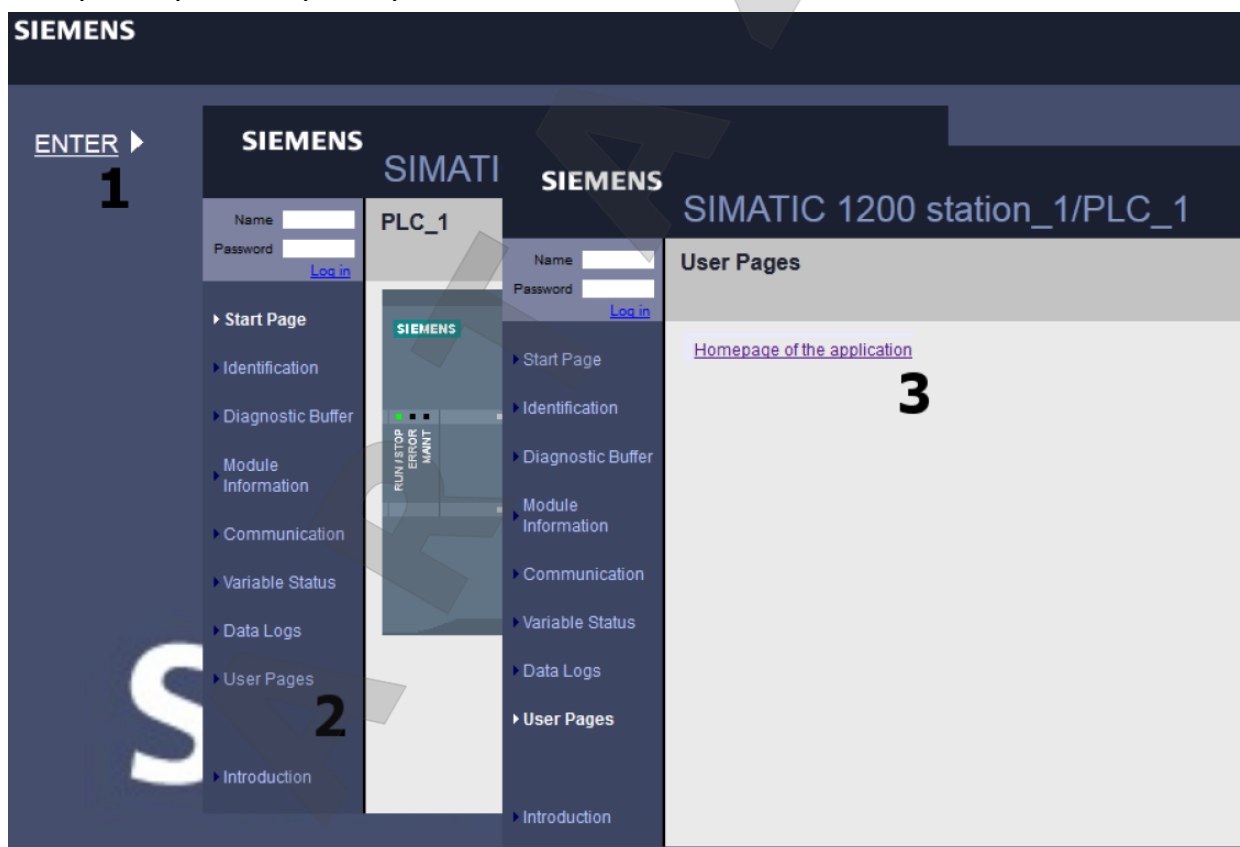 SIEMENS
ENTER
1
SIEMENS
SIMATI
Name
Password
Log in
PLC_1
Start Page
Identification
Diagnostic Buffer
Module
Information
Communication
Variable Status
Data Logs
User Pages
2
Introduction
SIEMENS
RUN / STOP
ERROR
MAINT
SIEMENS
SIMATIC 1200 station_1/PLC_1
Name
Password
Log in
User Pages
Start Page
Identification
Diagnostic Buffer
Module
Information
Communication
Variable Status
Data Logs
User Pages
Introduction
Homepage of the application
3
S